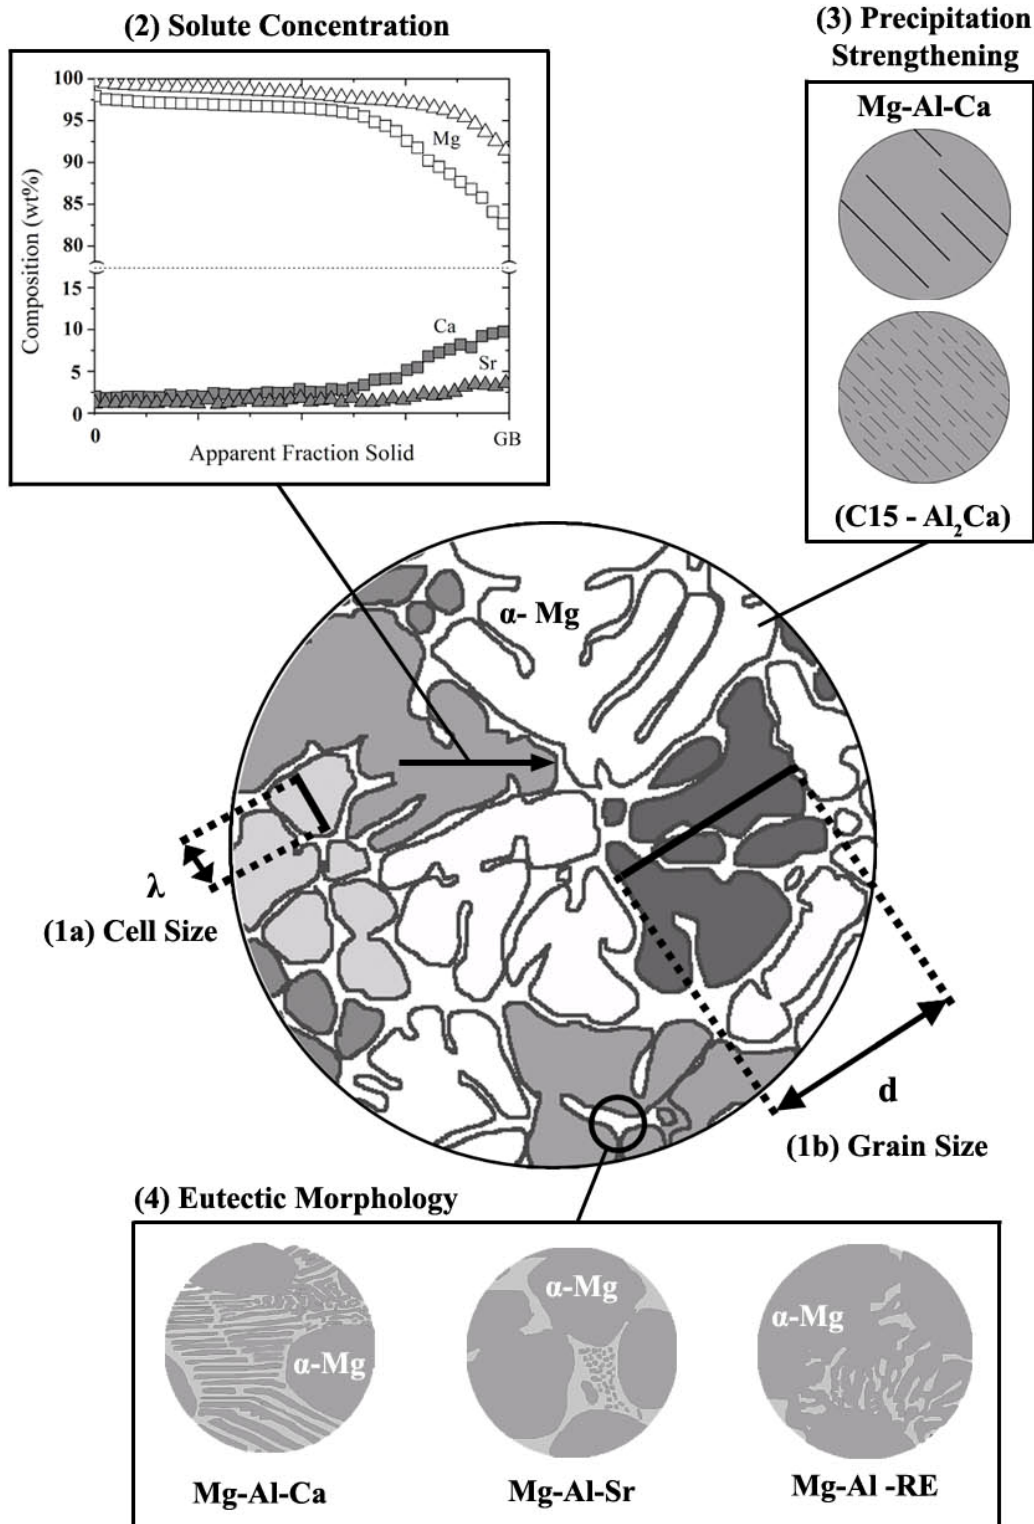 (2) Solute Concentration
100
95
90
85
80
15
10
5
0
Composition (wt%)
Mg
Ca
Sr
0
GB
Apparent Fraction Solid
(3) Precipitation
Strengthening
Mg-Al-Ca
(C15 - Al₂Ca)
α- Mg
λ
(1a) Cell Size
d
(1b) Grain Size
(4) Eutectic Morphology
α-Mg
α-Mg
α-Mg
Mg-Al-Ca
Mg-Al-Sr
Mg-Al -RE